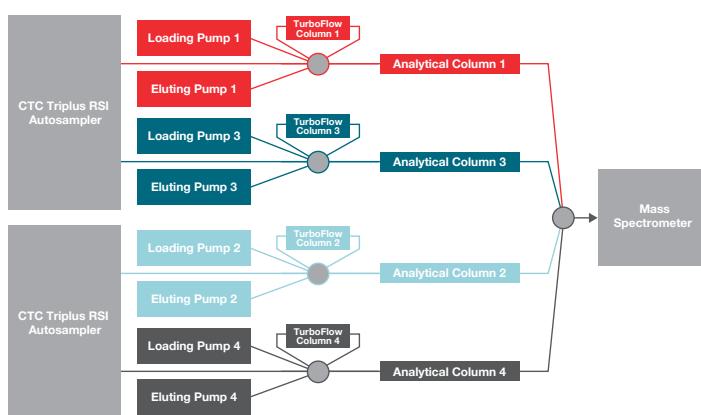 CTC Triplus RSI
Autosampler
Loading Pump 1
Eluting Pump 1
TurboFlow
Column 1
Analytical Column 1
Loading Pump 3
Eluting Pump 3
TurboFlow
Column 3
Analytical Column 3
CTC Triplus RSI
Autosampler
Loading Pump 2
Eluting Pump 2
TurboFlow
Column 2
Analytical Column 2
Loading Pump 4
Eluting Pump 4
TurboFlow
Column 4
Analytical Column 4
Mass
Spectrometer